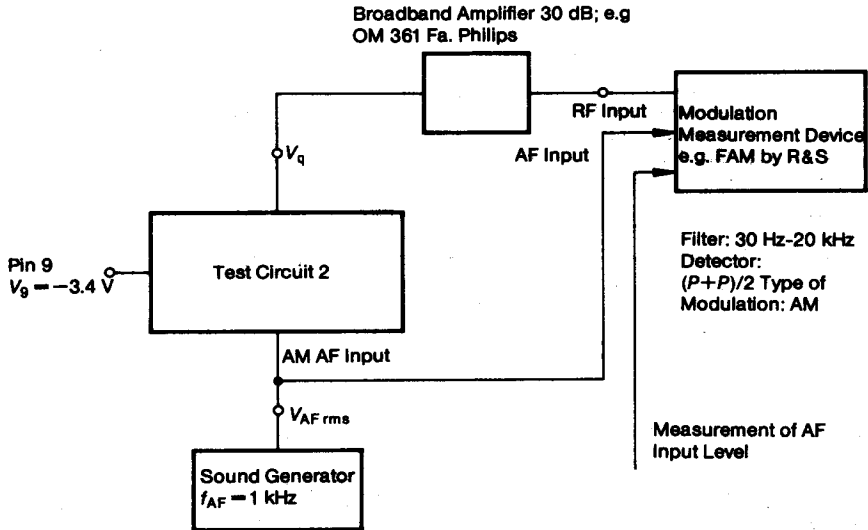 Broadband Amplifier 30 dB; e.g
OM 361 Fa. Philips
RF Input
AF Input
Modulation
Measurement Device
e.g. FAM by R&S
Vq
Pin 9
V9 = −3.4 V
Test Circuit 2
Filter: 30 Hz-20 kHz
Detector:
(P+P)/2 Type of
Modulation: AM
AM AF Input
VAF rms
Measurement of AF
Input Level
Sound Generator
fAF = 1 kHz